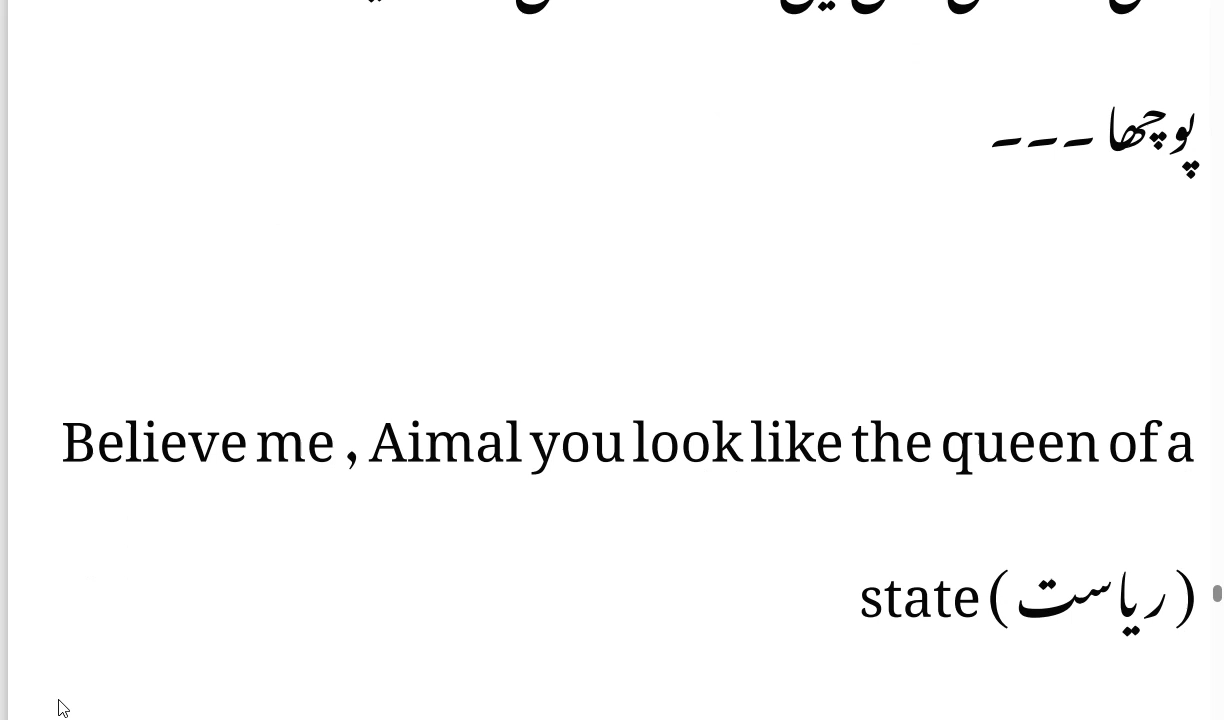 پوچھا ۔۔۔
Believe me , Aimal you look like the queen of a
state ( ریاست )